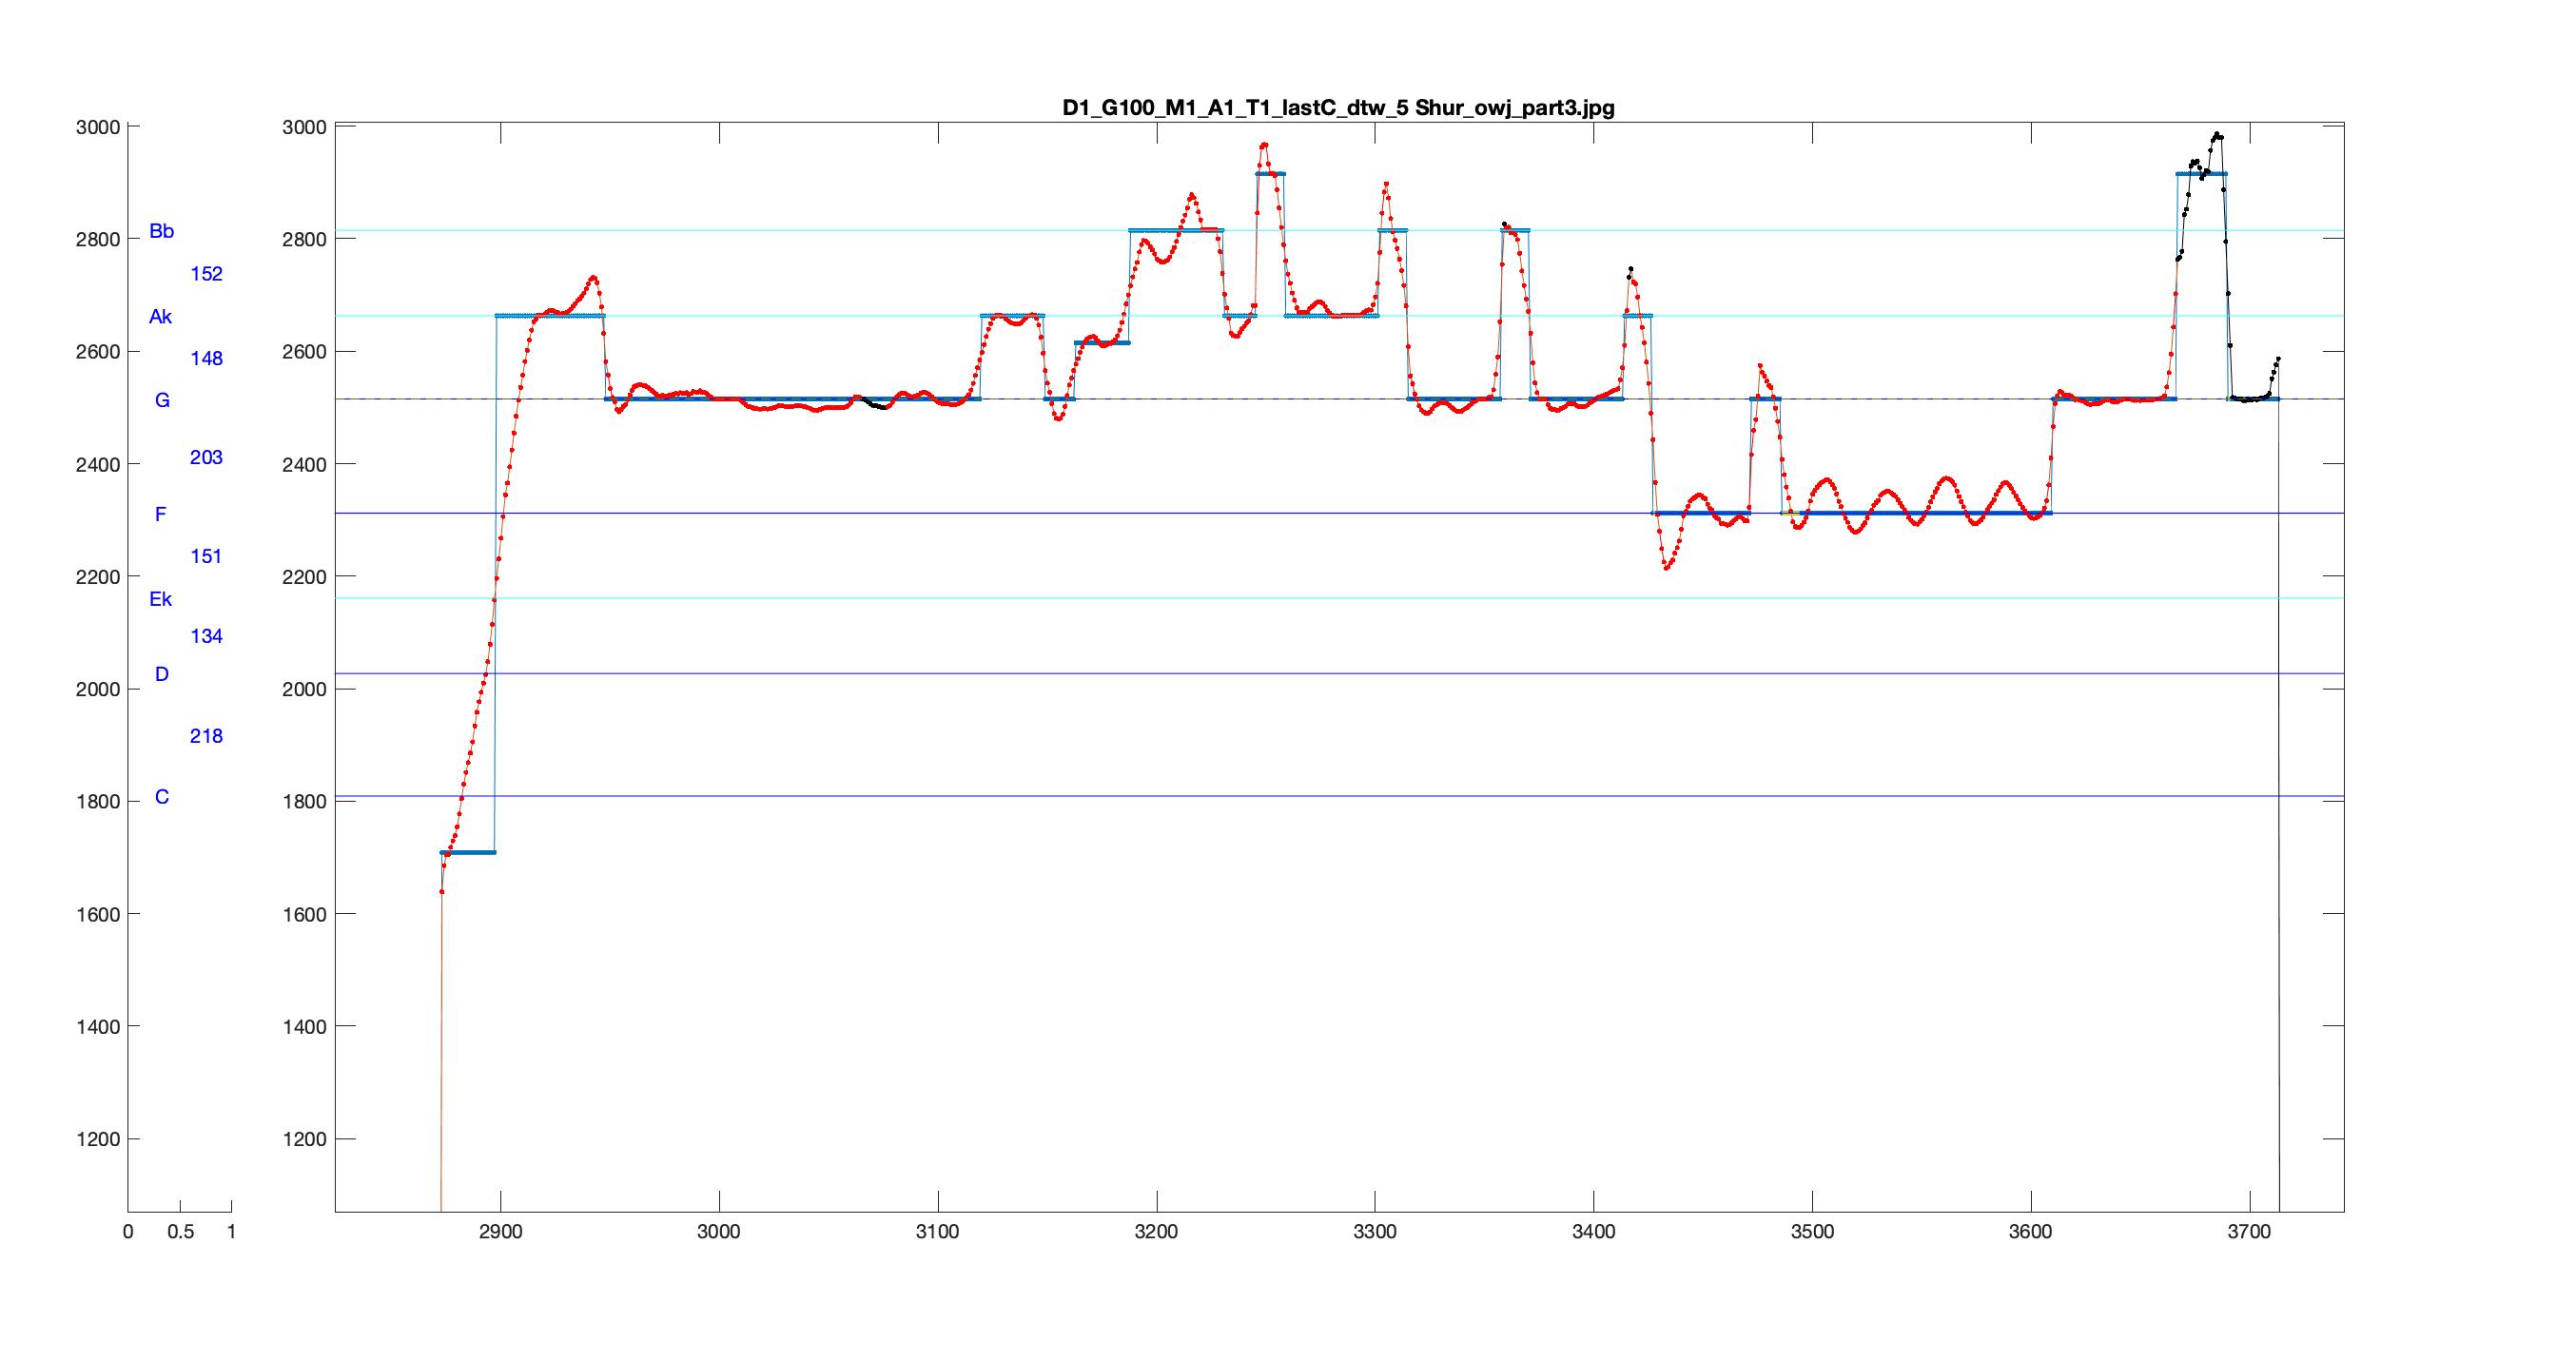 D1_G100_M1_A1_T1_lastC_dtw_5 Shur_owj_part3.jpg
3000 3000
2800 Bb 2800
152
Ak
2600 148 2600
G
2400 203 2400
F
2200 151 2200
Ek
134
2000 D 2000
218
1800 C 1800
1600 1600
1400 1400
1200 1200
0 0.5 1 2900 3000 3100 3200 3300 3400 3500 3600 3700